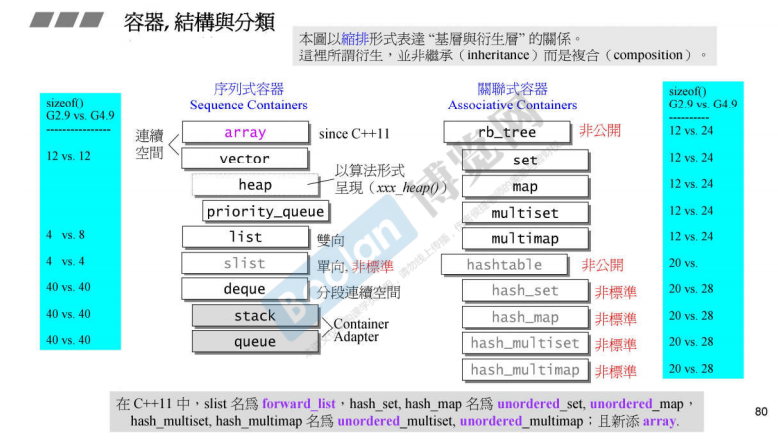 容器, 結構與分類
本圖以縮排形式表達 “基層與衍生層” 的關係。
這裡所謂衍生，並非繼承（inheritance）而是複合（composition）。
sizeof()
G2.9 vs. G4.9
----------------
12 vs. 12
4 vs. 8
4 vs. 4
40 vs. 40
40 vs. 40
40 vs. 40
序列式容器
Sequence Containers
連續
空間
array
since C++11
vector
以算法形式
呈現（xxx_heap()）
heap
priority_queue
list
雙向
slist
單向, 非標準
deque
分段連續空間
stack
queue
Container
Adapter
關聯式容器
Associative Containers
rb_tree
非公開
set
map
multiset
multimap
hashtable
非公開
hash_set
非標準
hash_map
非標準
hash_multiset
非標準
hash_multimap
非標準
sizeof()
G2.9 vs. G4.9
----------
12 vs. 24
12 vs. 24
12 vs. 24
12 vs. 24
12 vs. 24
20 vs.
20 vs. 28
20 vs. 28
20 vs. 28
20 vs. 28
在 C++11 中，slist 名爲 forward_list，hash_set, hash_map 名爲 unordered_set, unordered_map，
hash_multiset, hash_multimap 名爲 unordered_multiset, unordered_multimap；且新添 array.
80
Boolan
博览网